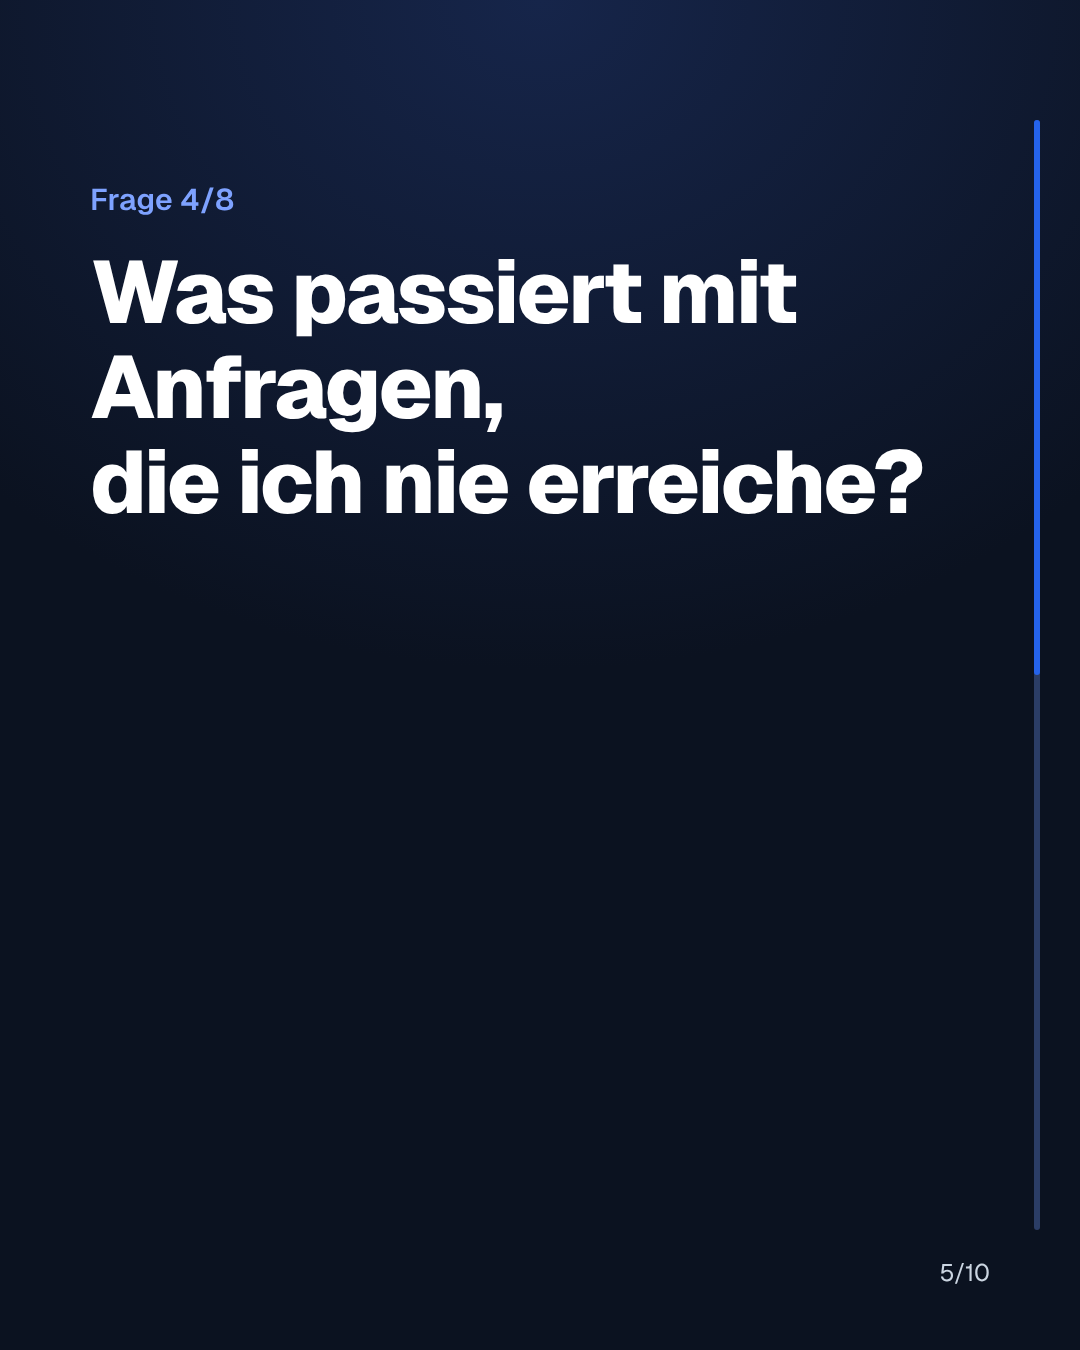 Frage 4/8
Was passiert mit
Anfragen,
die ich nie erreiche?
5/10